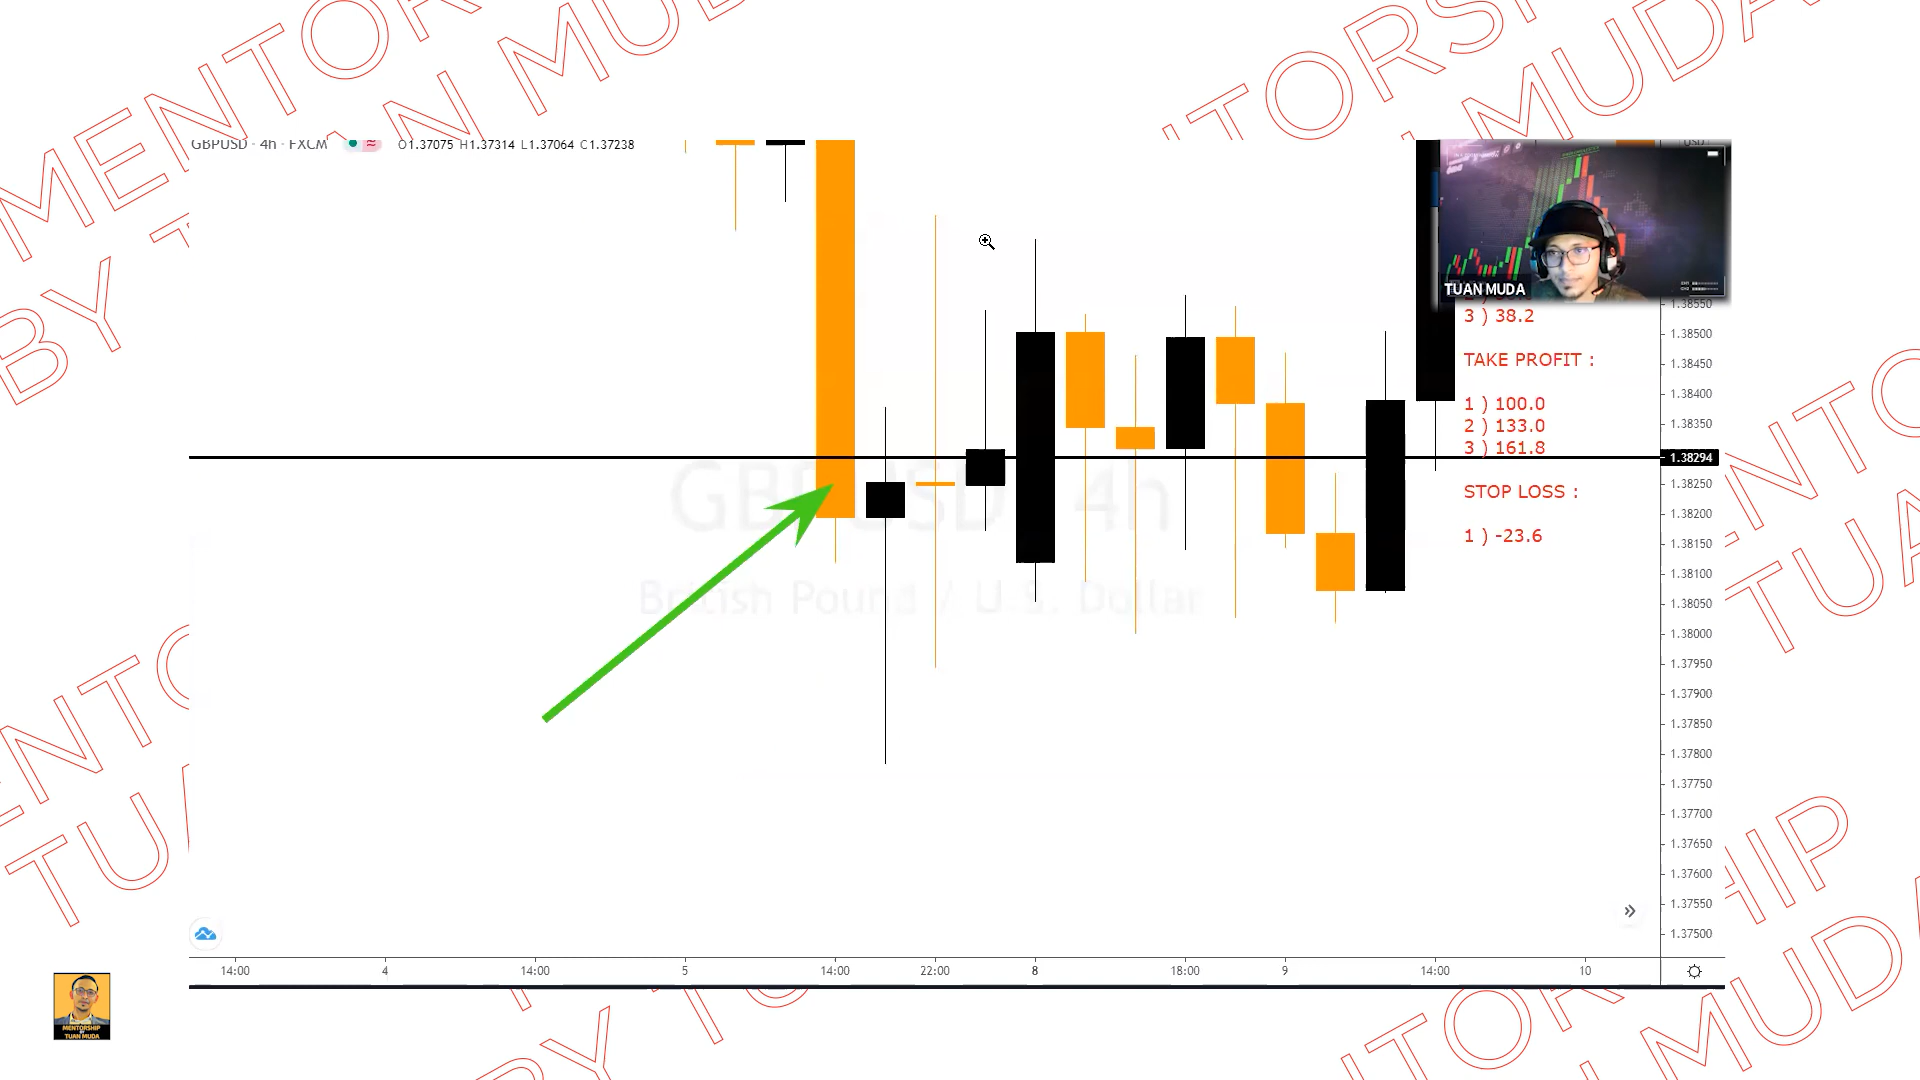 MENTORSHIP
BY TUAN MUDA
GBPUSD · 4h · FXCM
O1.37075 H1.37314 L1.37064 C1.37238
TUAN MUDA
3 ) 38.2
TAKE PROFIT :
1 ) 100.0
2 ) 133.0
3 ) 161.8
STOP LOSS :
1 ) -23.6
GBPUSD 4h
British Pound / U.S. Dollar
1.38550
1.38500
1.38450
1.38400
1.38350
1.38294
1.38250
1.38200
1.38150
1.38100
1.38050
1.38000
1.37950
1.37900
1.37850
1.37800
1.37750
1.37700
1.37650
1.37600
1.37550
1.37500
14:00 4 14:00 5 14:00 22:00 8 18:00 9 14:00 10
MENTORSHIP
TUAN MUDA